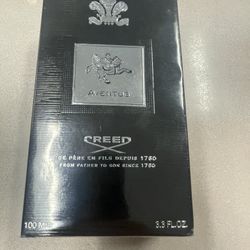 AVENTUS
CREED
DE PÈRE EN FILS DEPUIS 1760
FROM FATHER TO SON SINCE 1760
100 ML
3.3 FL.OZ.